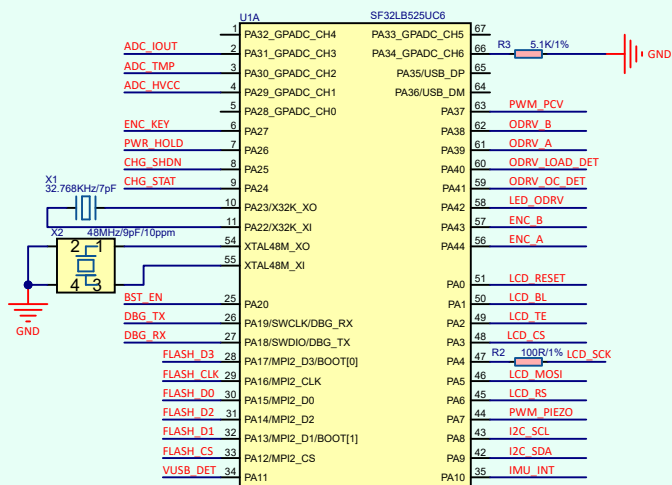 U1A SF32LB525UC6
1 PA32_GPADC_CH4 PA33_GPADC_CH5 67
ADC_IOUT 2 PA31_GPADC_CH3 PA34_GPADC_CH6 66 R3 5.1K/1% GND
ADC_TMP 3 PA30_GPADC_CH2 PA35/USB_DP 65
ADC_HVCC 4 PA29_GPADC_CH1 PA36/USB_DM 64
5 PA28_GPADC_CH0 PA37 63 PWM_PCV
ENC_KEY 6 PA27 PA38 62 ODRV_B
PWR_HOLD 7 PA26 PA39 61 ODRV_A
CHG_SHDN 8 PA25 PA40 60 ODRV_LOAD_DET
CHG_STAT 9 PA24 PA41 59 ODRV_OC_DET
X1
32.768KHz/7pF
10 PA23/X32K_XO PA42 58 LED_ODRV
11 PA22/X32K_XI PA43 57 ENC_B
X2 48MHz/9pF/10ppm
2 1 54 XTAL48M_XO PA44 56 ENC_A
4 3 55 XTAL48M_XI
GND
PA0 51 LCD_RESET
BST_EN 25 PA20 PA1 50 LCD_BL
DBG_TX 26 PA19/SWCLK/DBG_RX PA2 49 LCD_TE
DBG_RX 27 PA18/SWDIO/DBG_TX PA3 48 LCD_CS
FLASH_D3 28 PA17/MPI2_D3/BOOT[0] PA4 47 R2 100R/1% LCD_SCK
FLASH_CLK 29 PA16/MPI2_CLK PA5 46 LCD_MOSI
FLASH_D0 30 PA15/MPI2_D0 PA6 45 LCD_RS
FLASH_D2 31 PA14/MPI2_D2 PA7 44 PWM_PIEZO
FLASH_D1 32 PA13/MPI2_D1/BOOT[1] PA8 43 I2C_SCL
FLASH_CS 33 PA12/MPI2_CS PA9 42 I2C_SDA
VUSB_DET 34 PA11 PA10 35 IMU_INT